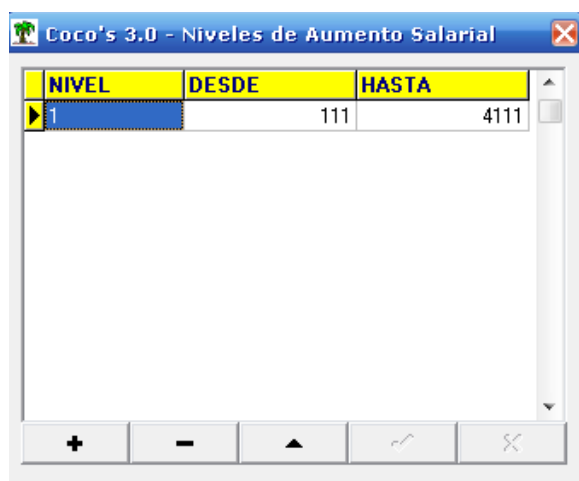 Coco's 3.0 - Niveles de Aumento Salarial
NIVEL DESDE HASTA
1 111 4111